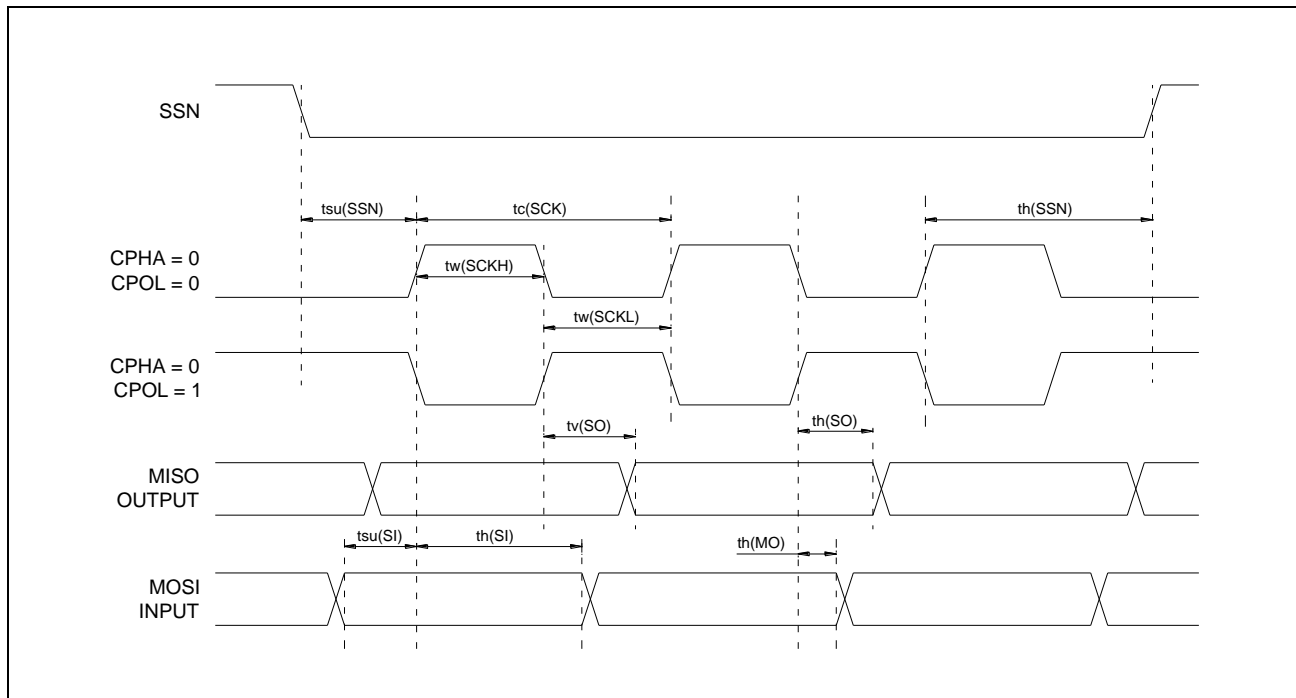 SSN
tsu(SSN)
tc(SCK)
th(SSN)
CPHA = 0
CPOL = 0
tw(SCKH)
tw(SCKL)
CPHA = 0
CPOL = 1
tv(SO)
th(SO)
MISO
OUTPUT
tsu(SI)
th(SI)
th(MO)
MOSI
INPUT